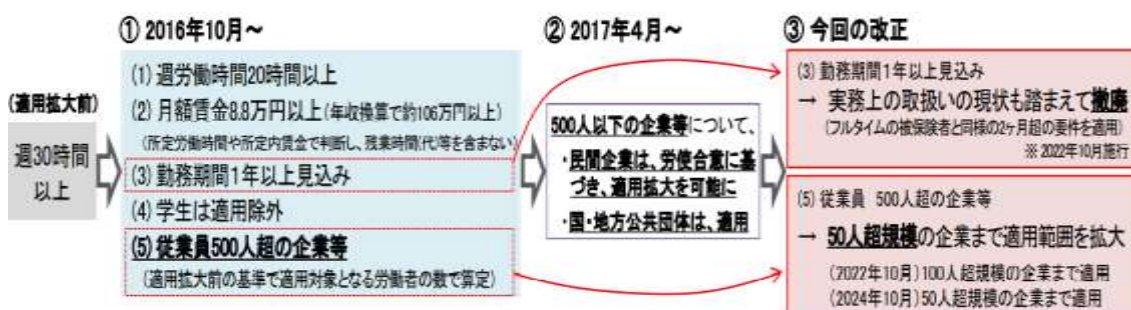 (適用拡大前)
週30時間
以上
① 2016年10月～
(1) 週労働時間20時間以上
(2) 月額賃金8.8万円以上(年収換算で約106万円以上)
(所定労働時間や所定内賃金で判断し、残業時間(代)等を含まない)
(3) 勤務期間1年以上見込み
(4) 学生は適用除外
(5) 従業員500人超の企業等
(適用拡大前の基準で適用対象となる労働者の数で算定)
② 2017年4月～
500人以下の企業等について、
・民間企業は、労使合意に基
づき、適用拡大を可能に
・国・地方公共団体は、適用
③ 今回の改正
(3) 勤務期間1年以上見込み
→ 実務上の取扱いの現状も踏まえて撤廃
(フルタイムの被保険者と同様の2ヶ月超の要件を適用)
※ 2022年10月施行
(5) 従業員 500人超の企業等
→ 50人超規模の企業まで適用範囲を拡大
(2022年10月)100人超規模の企業まで適用
(2024年10月)50人超規模の企業まで適用